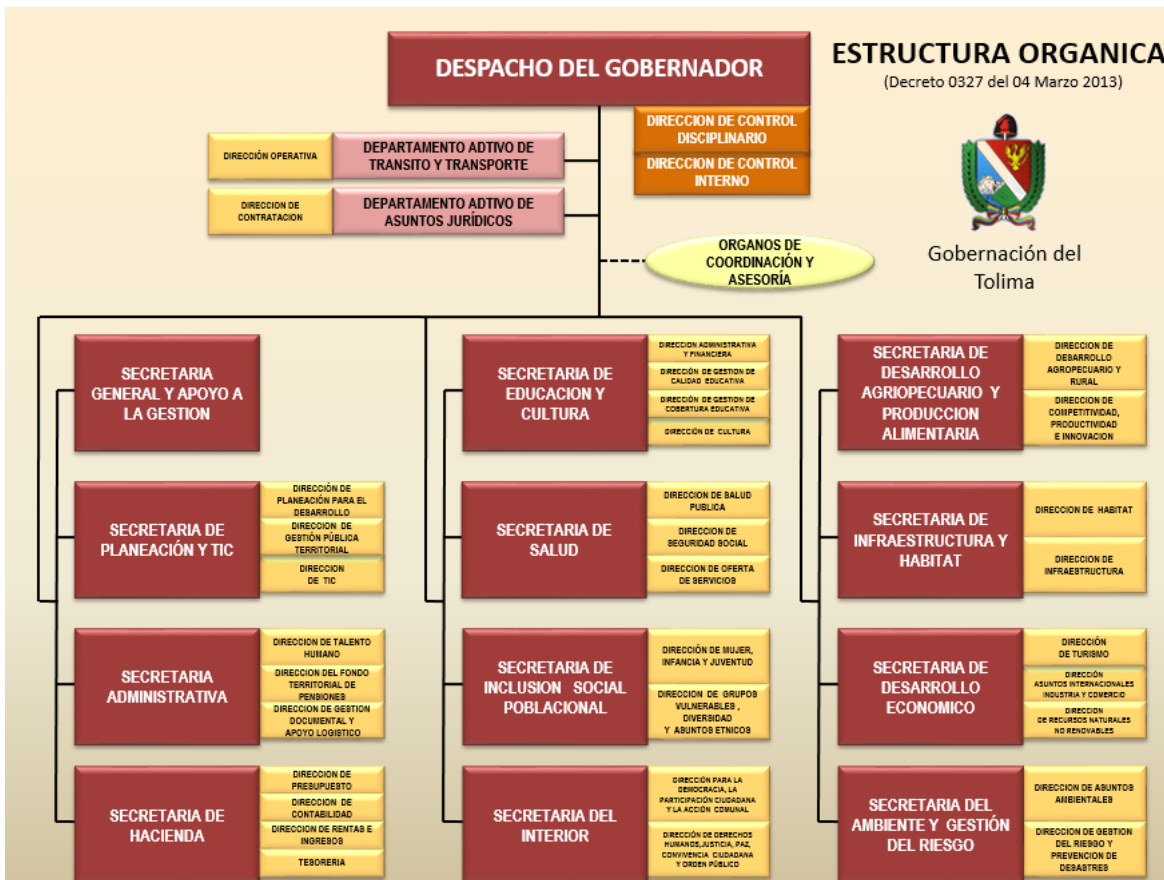 DESPACHO DEL GOBERNADOR
ESTRUCTURA ORGANICA
(Decreto 0327 del 04 Marzo 2013)
DIRECCION DE CONTROL
DISCIPLINARIO
DIRECCION DE CONTROL
INTERNO
DIRECCIÓN OPERATIVA
DEPARTAMENTO ADTIVO DE
TRANSITO Y TRANSPORTE
DIRECCION DE
CONTRATACION
DEPARTAMENTO ADTIVO DE
ASUNTOS JURÍDICOS
ORGANOS DE
COORDINACIÓN Y
ASESORÍA
Gobernación del
Tolima
SECRETARIA
GENERAL Y APOYO A
LA GESTION
SECRETARIA DE
EDUCACION Y
CULTURA
DIRECCION ADMINISTRATIVA
Y FINANCIERA
DIRECCIÓN DE GESTION DE
CALIDAD EDUCATIVA
DIRECCIÓN DE GESTION DE
COBERTURA EDUCATIVA
DIRECCIÓN DE CULTURA
SECRETARIA DE
DESARROLLO
AGRIOPECUARIO Y
PRODUCCION
ALIMENTARIA
DIRECCION DE
DESARROLLO
AGROPECUARIO Y
RURAL
DIRECCION DE
COMPETITIVIDAD,
PRODUCTIVIDAD
E INNOVACION
SECRETARIA DE
PLANEACIÓN Y TIC
DIRECCIÓN DE
PLANEACIÓN PARA EL
DESARROLLO
DIRECCION DE
GESTIÓN PÚBLICA
TERRITORIAL
DIRECCION
DE TIC
SECRETARIA DE
SALUD
DIRECCION DE SALUD
PUBLICA
DIRECCION DE
SEGURIDAD SOCIAL
DIRECCION DE OFERTA
DE SERVICIOS
SECRETARIA DE
INFRAESTRUCTURA Y
HABITAT
DIRECCION DE HABITAT
DIRECCION DE
INFRAESTRUCTURA
SECRETARIA
ADMINISTRATIVA
DIRECCION DE TALENTO
HUMANO
DIRECCION DEL FONDO
TERRITORIAL DE
PENSIONES
DIRECCION DE GESTION
DOCUMENTAL Y
APOYO LOGISTICO
SECRETARIA DE
INCLUSION SOCIAL
POBLACIONAL
DIRECCIÓN DE MUJER,
INFANCIA Y JUVENTUD
DIRECCION DE GRUPOS
VULNERABLES ,
DIVERSIDAD
Y ASUNTOS ETNICOS
SECRETARIA DE
DESARROLLO
ECONOMICO
DIRECCIÓN
DE TURISMO
DIRECCIÓN
ASUNTOS INTERNACIONALES
INDUSTRIA Y COMERCIO
DIRECCION
DE RECURSOS NATURALES
NO RENOVABLES
SECRETARIA DE
HACIENDA
DIRECCION DE
PRESUPUESTO
DIRECCION DE
CONTABILIDAD
DIRECCION DE RENTAS E
INGRESOS
TESORERIA
SECRETARIA DEL
INTERIOR
DIRECCIÓN PARA LA
DEMOCRACIA, LA
PARTICIPACIÓN CIUDADANA
Y LA ACCIÓN COMUNAL
DIRECCIÓN DE DERECHOS
HUMANOS,JUSTICIA, PAZ,
CONVIVENCIA CIUDADANA
Y ORDEN PÚBLICO
SECRETARIA DEL
AMBIENTE Y GESTIÓN
DEL RIESGO
DIRECCION DE ASUNTOS
AMBIENTALES
DIRECCION DE GESTION
DEL RIESGO Y
PREVENCION DE
DESASTRES